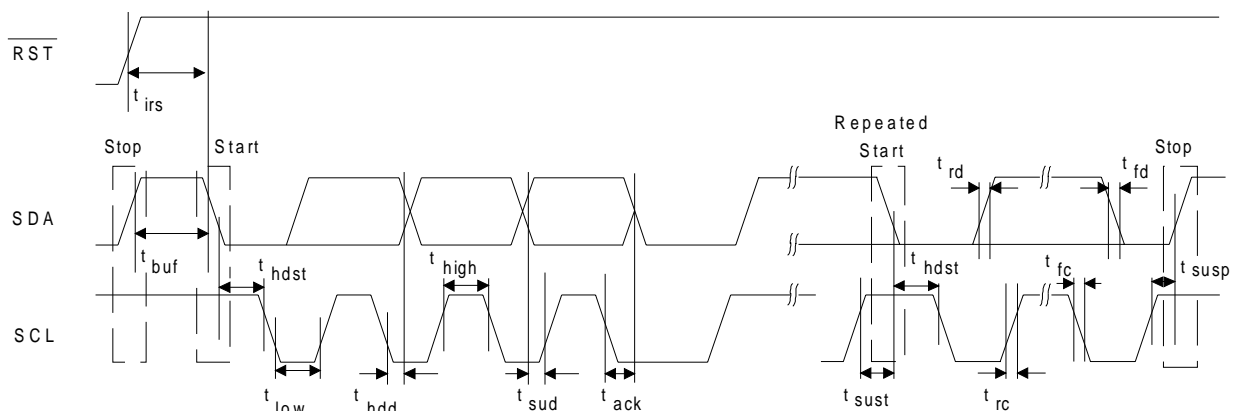 RST
t irs
Repeated
Stop Start Start Stop
t rd t fd
SDA
t buf t hdst t high t hdst t fc t susp
SCL
t low t hdd t sud t ack t sust t rc